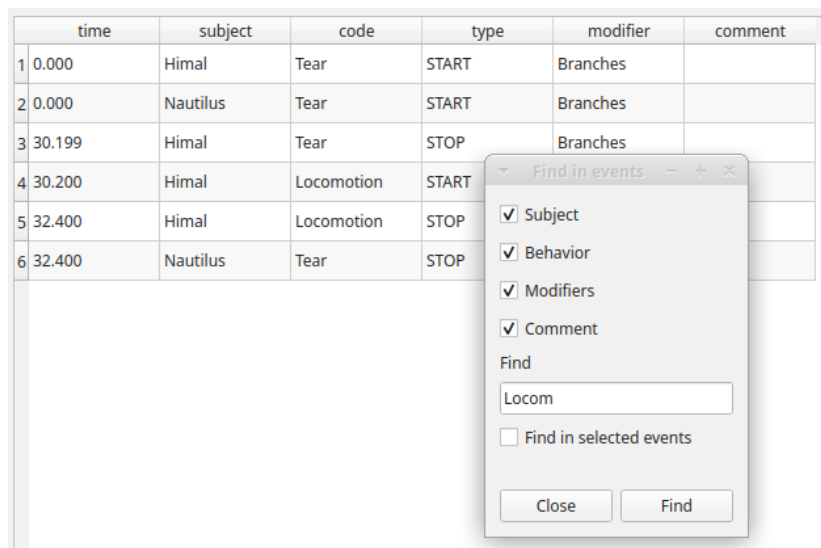 time subject code type modifier comment
1 0.000 Himal Tear START Branches
2 0.000 Nautilus Tear START Branches
3 30.199 Himal Tear STOP Branches
4 30.200 Himal Locomotion START
5 32.400 Himal Locomotion STOP
6 32.400 Nautilus Tear STOP
Find in events
Subject
Behavior
Modifiers
Comment
Find
Locom
Find in selected events
Close Find